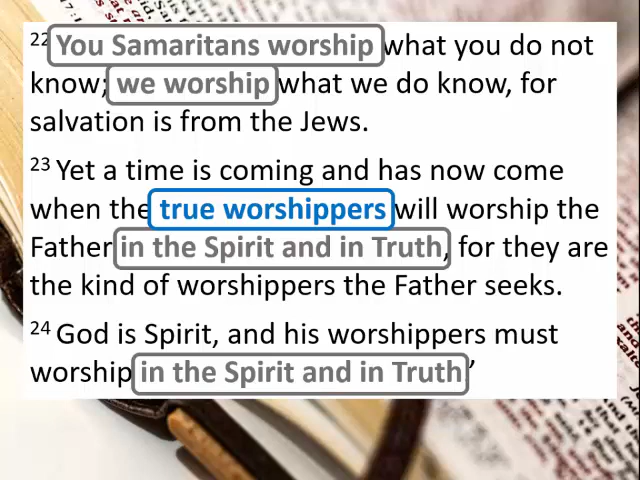 22 You Samaritans worship what you do not
know; we worship what we do know, for
salvation is from the Jews.
23 Yet a time is coming and has now come
when the true worshippers will worship the
Father in the Spirit and in Truth, for they are
the kind of worshippers the Father seeks.
24 God is Spirit, and his worshippers must
worship in the Spirit and in Truth.’